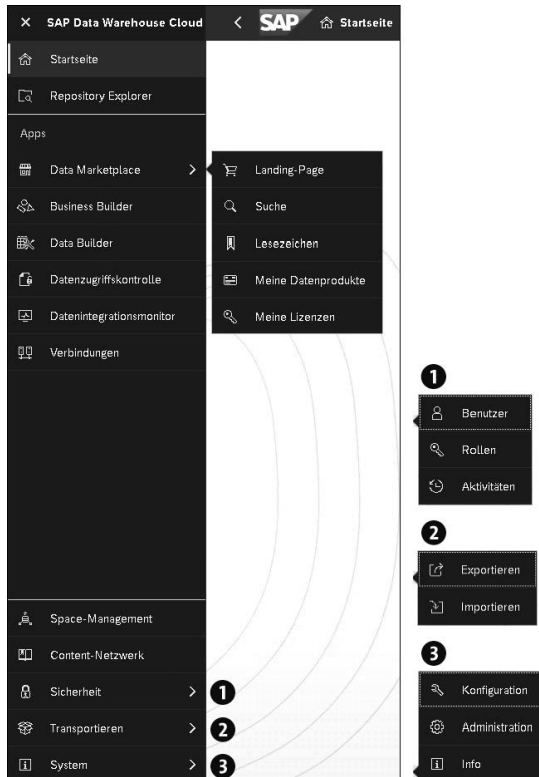 SAP Data Warehouse Cloud
SAP Startseite
Startseite
Repository Explorer
Apps
Data Marketplace
Business Builder
Data Builder
Datenzugriffskontrolle
Datenintegrationsmonitor
Verbindungen
Landing-Page
Suche
Lesezeichen
Meine Datenprodukte
Meine Lizenzen
Space-Management
Content-Netzwerk
Sicherheit 1
Transportieren 2
System 3
1
Benutzer
Rollen
Aktivitäten
2
Exportieren
Importieren
3
Konfiguration
Administration
Info